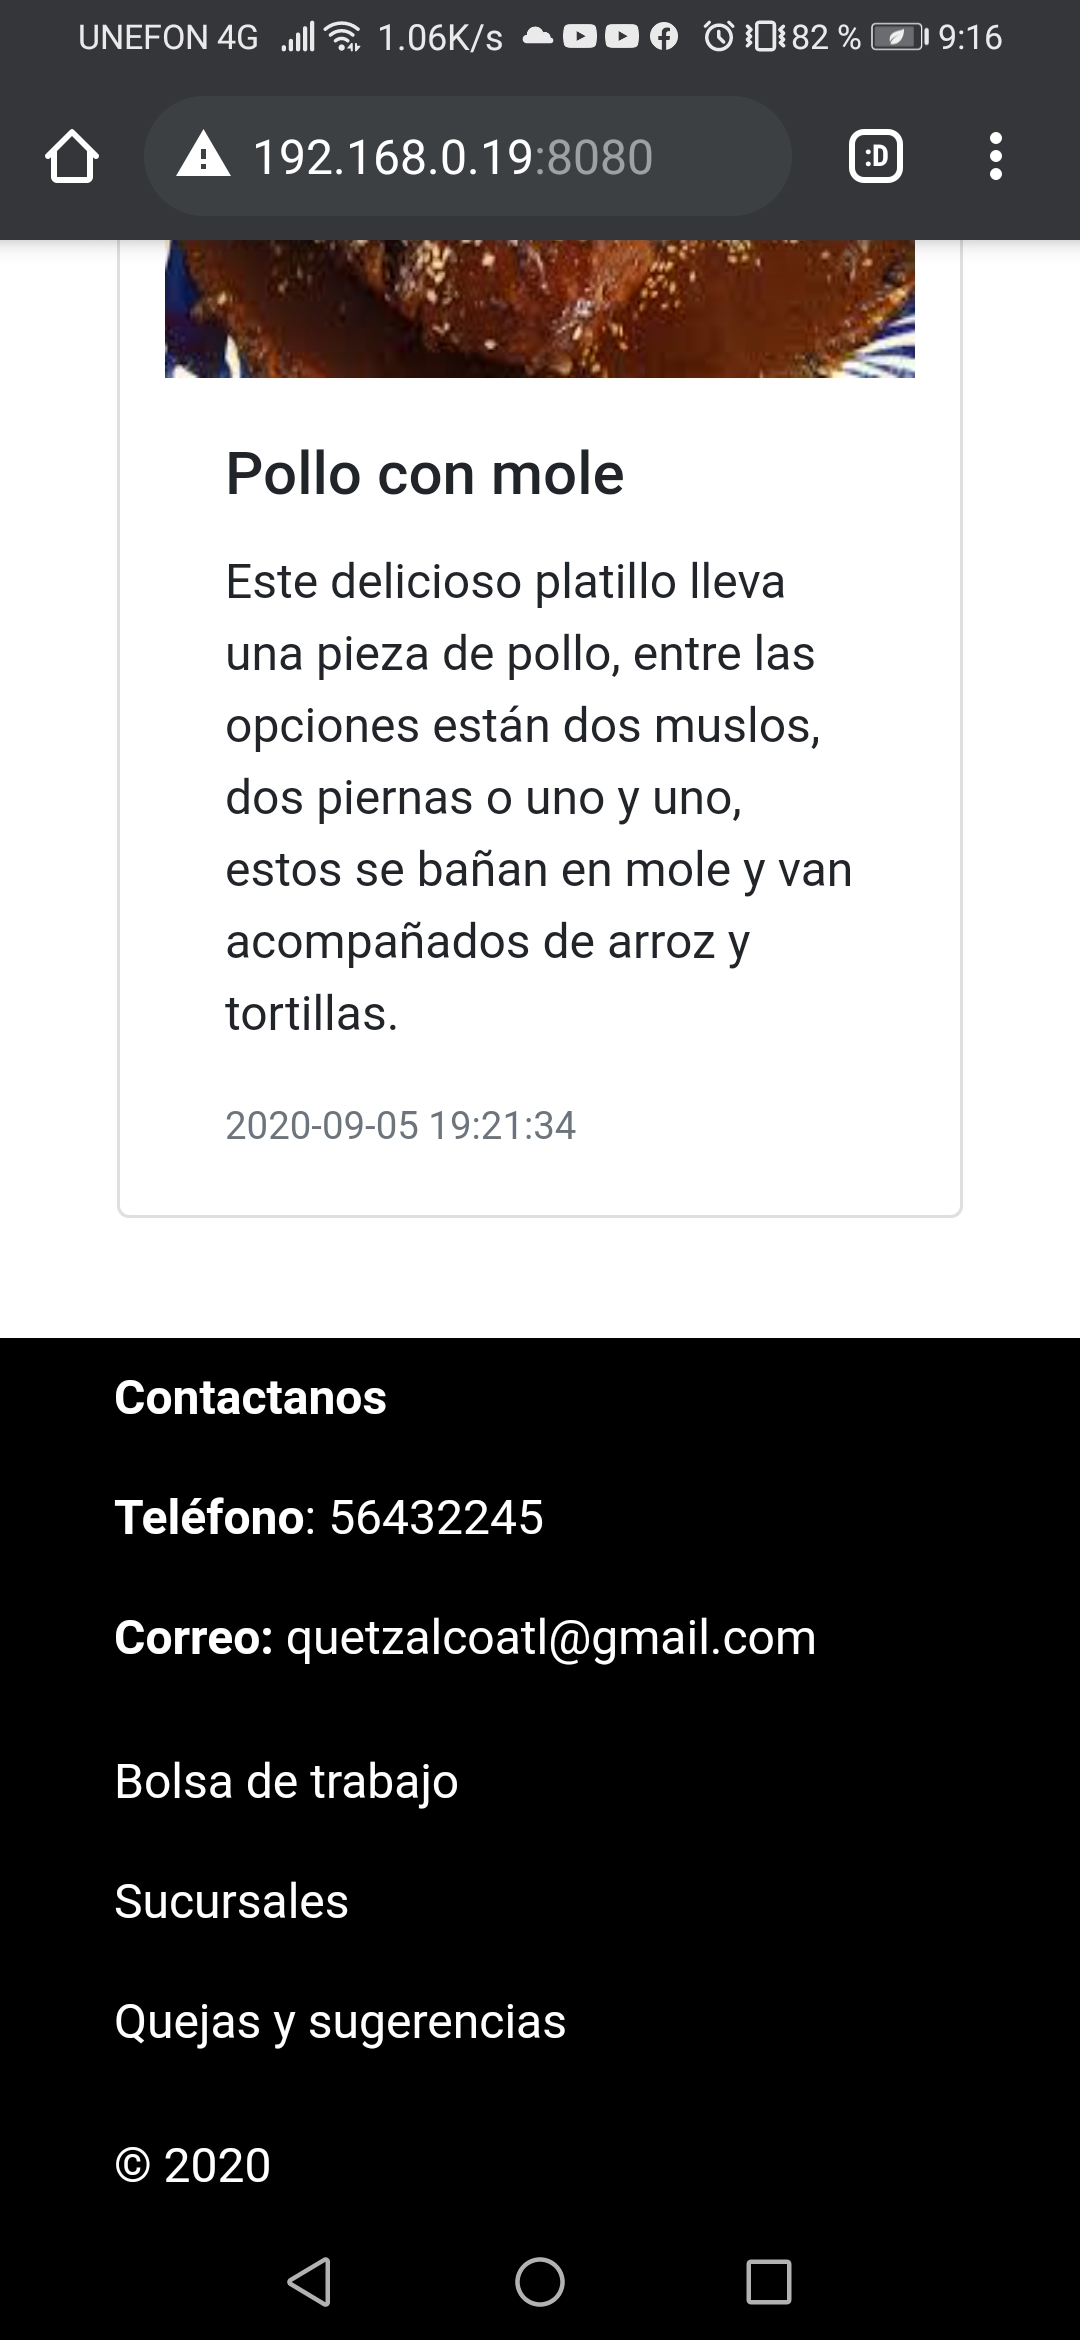 UNEFON 4G 1.06K/s 82 % 9:16
192.168.0.19:8080
:D
Pollo con mole
Este delicioso platillo lleva
una pieza de pollo, entre las
opciones están dos muslos,
dos piernas o uno y uno,
estos se bañan en mole y van
acompañados de arroz y
tortillas.
2020-09-05 19:21:34
Contactanos
Teléfono: 56432245
Correo: quetzalcoatl@gmail.com
Bolsa de trabajo
Sucursales
Quejas y sugerencias
© 2020